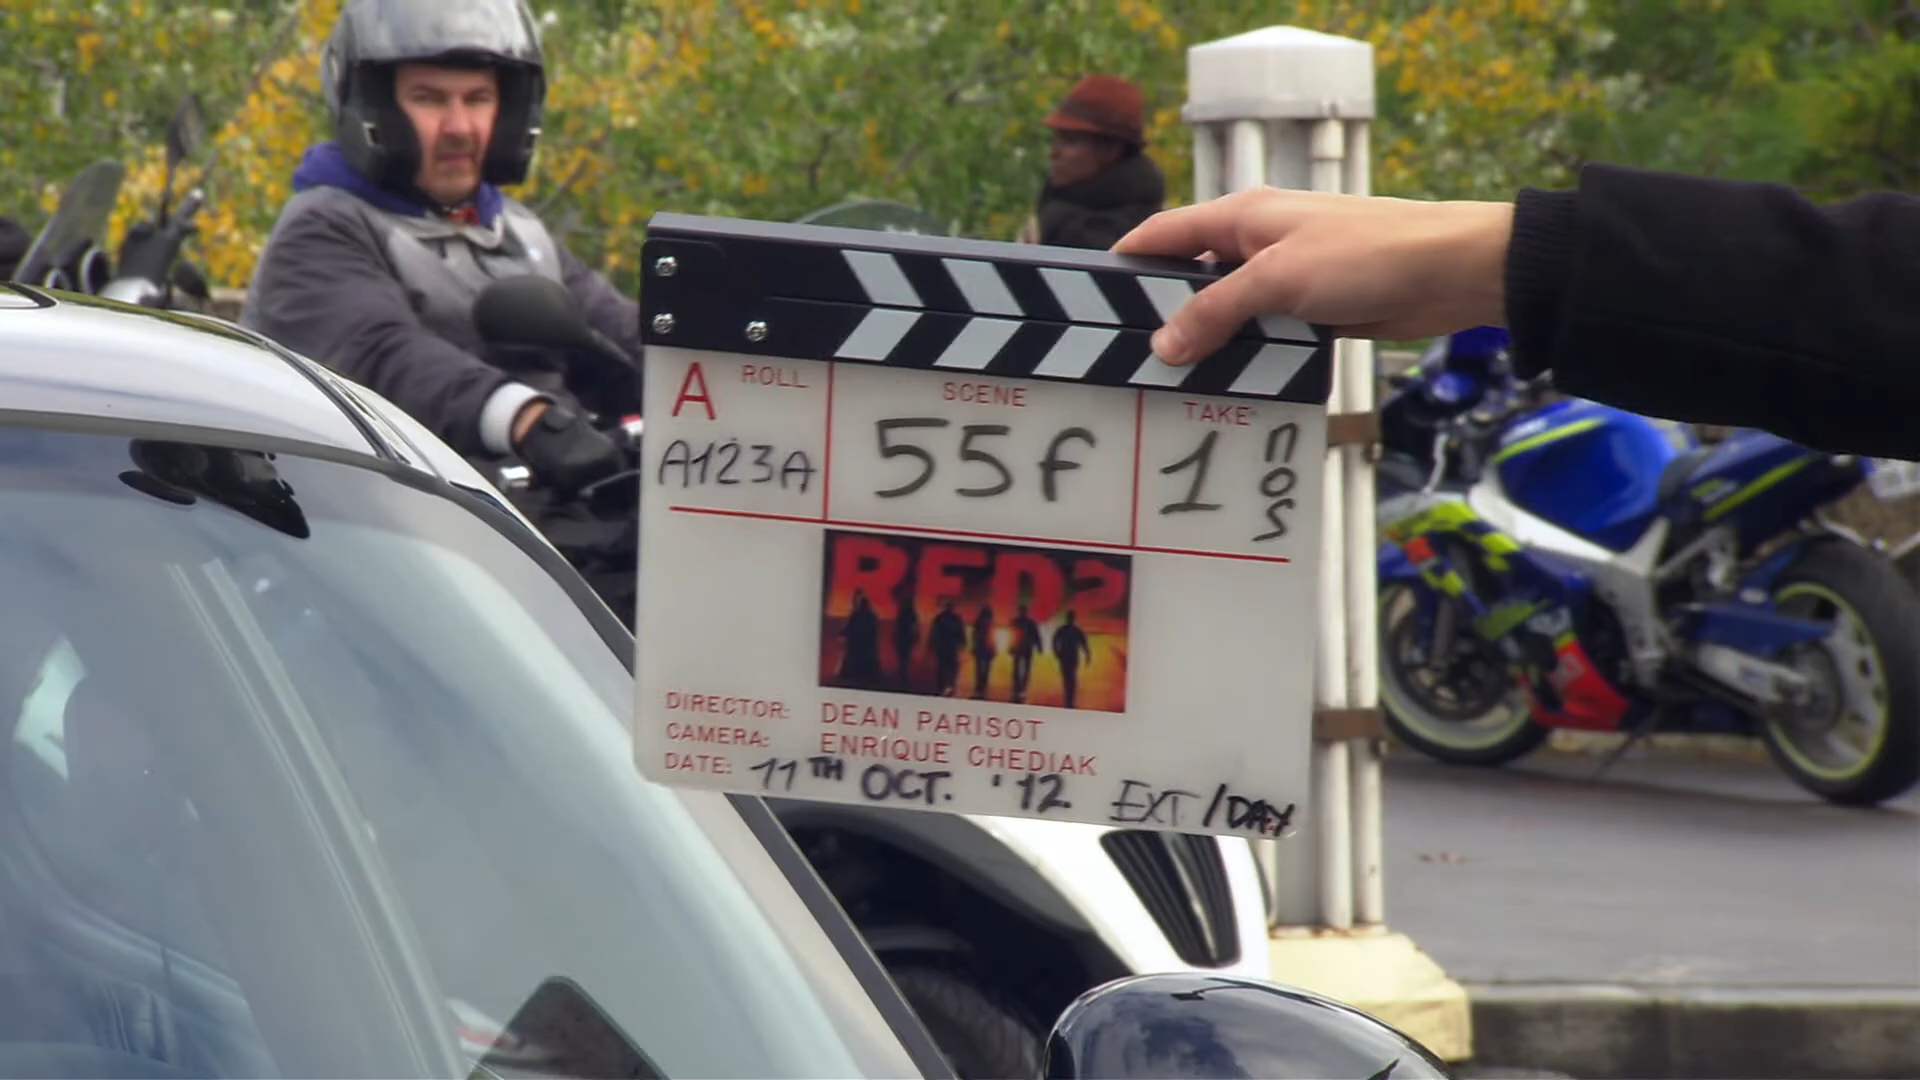 A ROLL SCENE TAKE
A123A 55f 1 nos
RED2
DIRECTOR: DEAN PARISOT
CAMERA: ENRIQUE CHEDIAK
DATE: 11TH OCT. '12 EXT/DAY